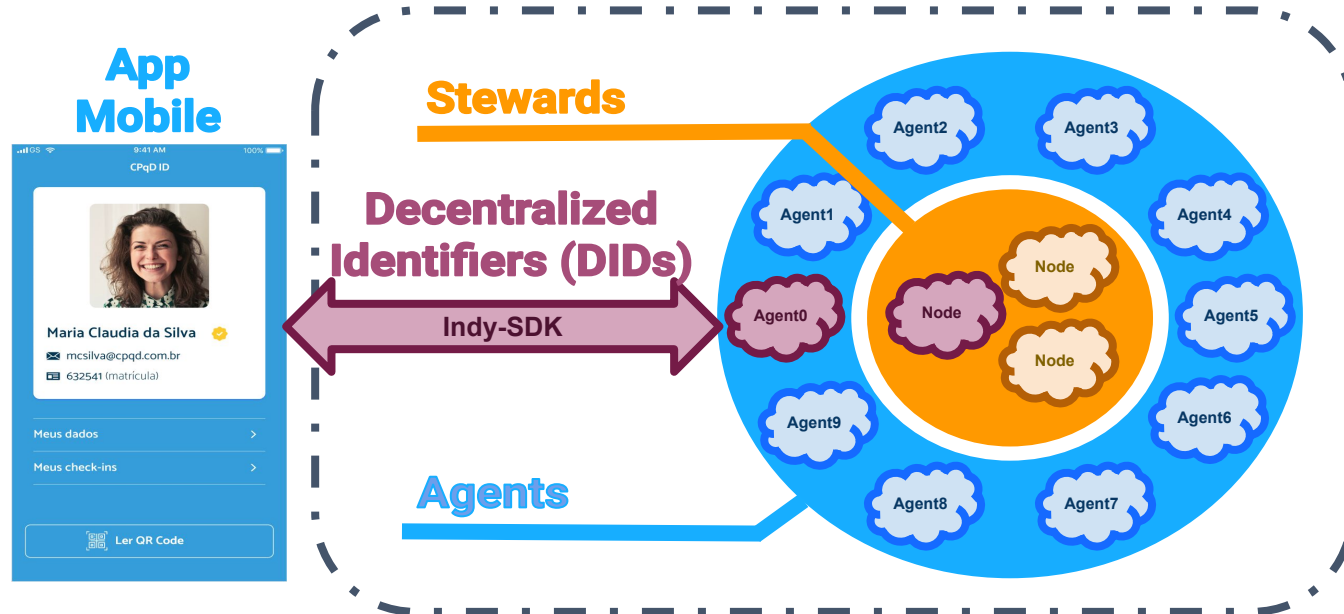 App
Mobile
GS
9:41 AM
100%
CPqD ID
Maria Claudia da Silva
mcsilva@cpqd.com.br
632541 (matrícula)
Meus dados
Meus check-ins
Ler QR Code
Stewards
Decentralized
Identifiers (DIDs)
Indy-SDK
Agents
Agent2
Agent3
Agent1
Agent4
Agent0
Agent5
Agent9
Agent6
Agent8
Agent7
Node
Node
Node